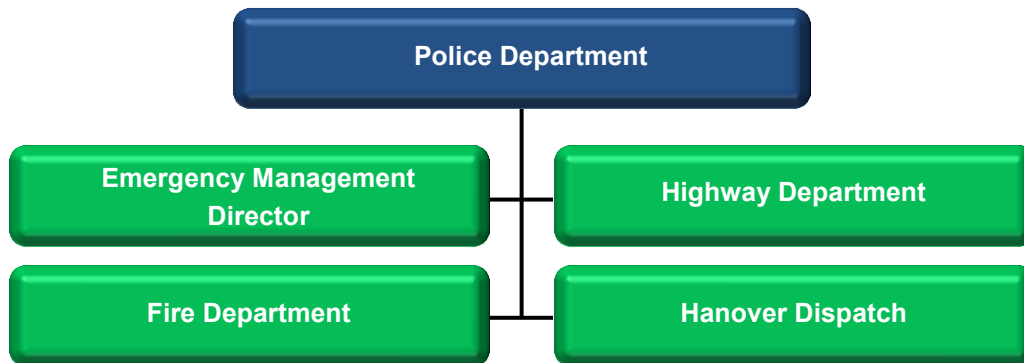 Police Department
Emergency Management
Director
Highway Department
Fire Department
Hanover Dispatch